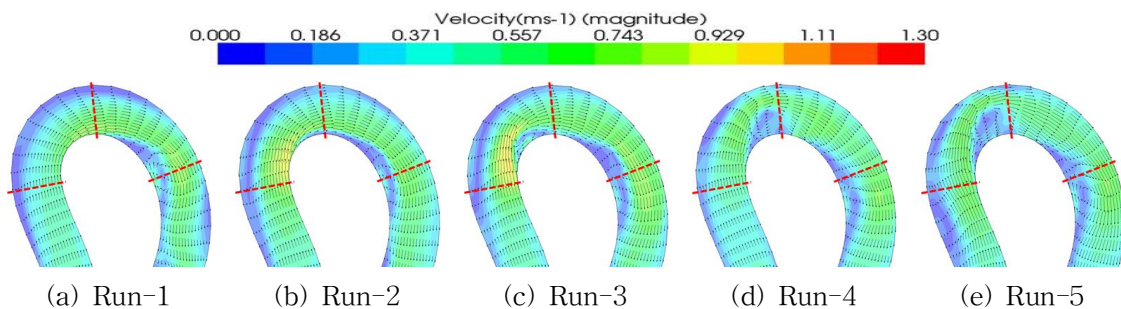 Velocity(ms-1) (magnitude)
0.000 0.186 0.371 0.557 0.743 0.929 1.11 1.30
(a) Run-1 (b) Run-2 (c) Run-3 (d) Run-4 (e) Run-5